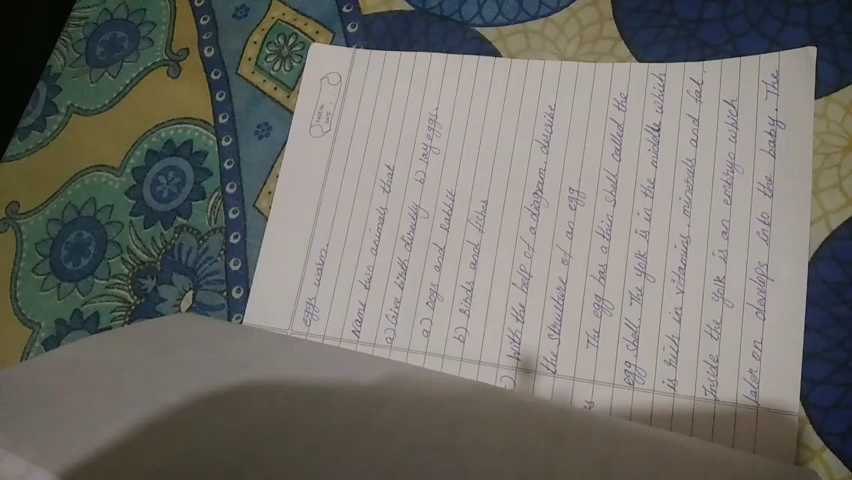 eggs warm.
Name two animals that
a) Give birth directly b) lay eggs.
a) Dogs and Rabbit
b) Birds and fishes
With the help of a diagram, describe
the structure of an egg.
The egg has a thin shell called the
egg shell. The yolk is in the middle which
is rich in vitamins, minerals and fat.
Inside the yolk is an embryo which
later on develops into the baby. The